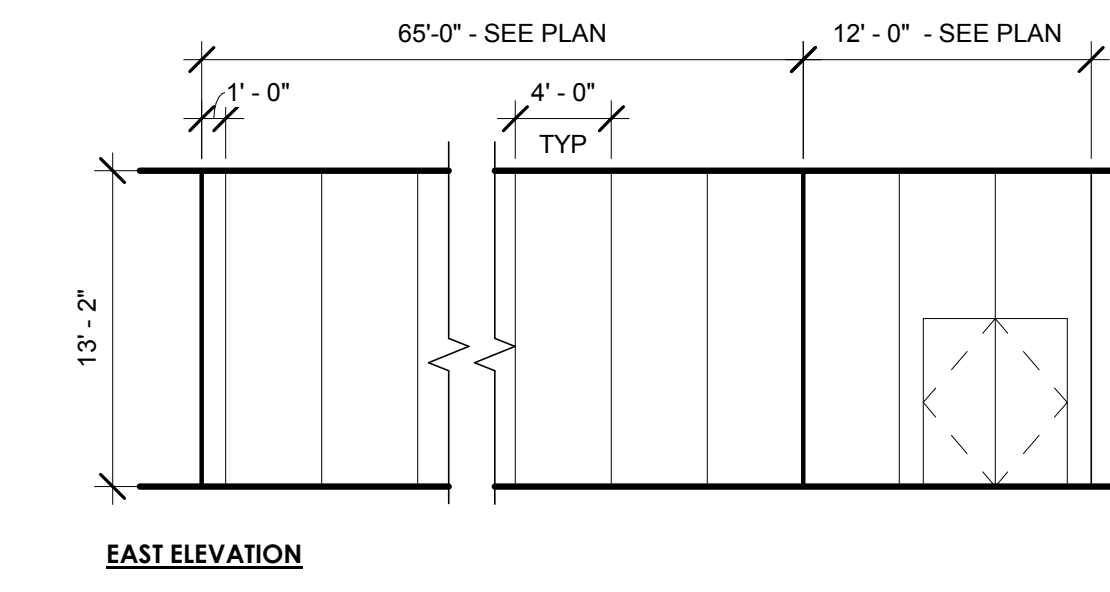 65'-0" - SEE PLAN
12' - 0"  - SEE PLAN
1' - 0"
4' - 0"
TYP
13' - 2"
EAST ELEVATION